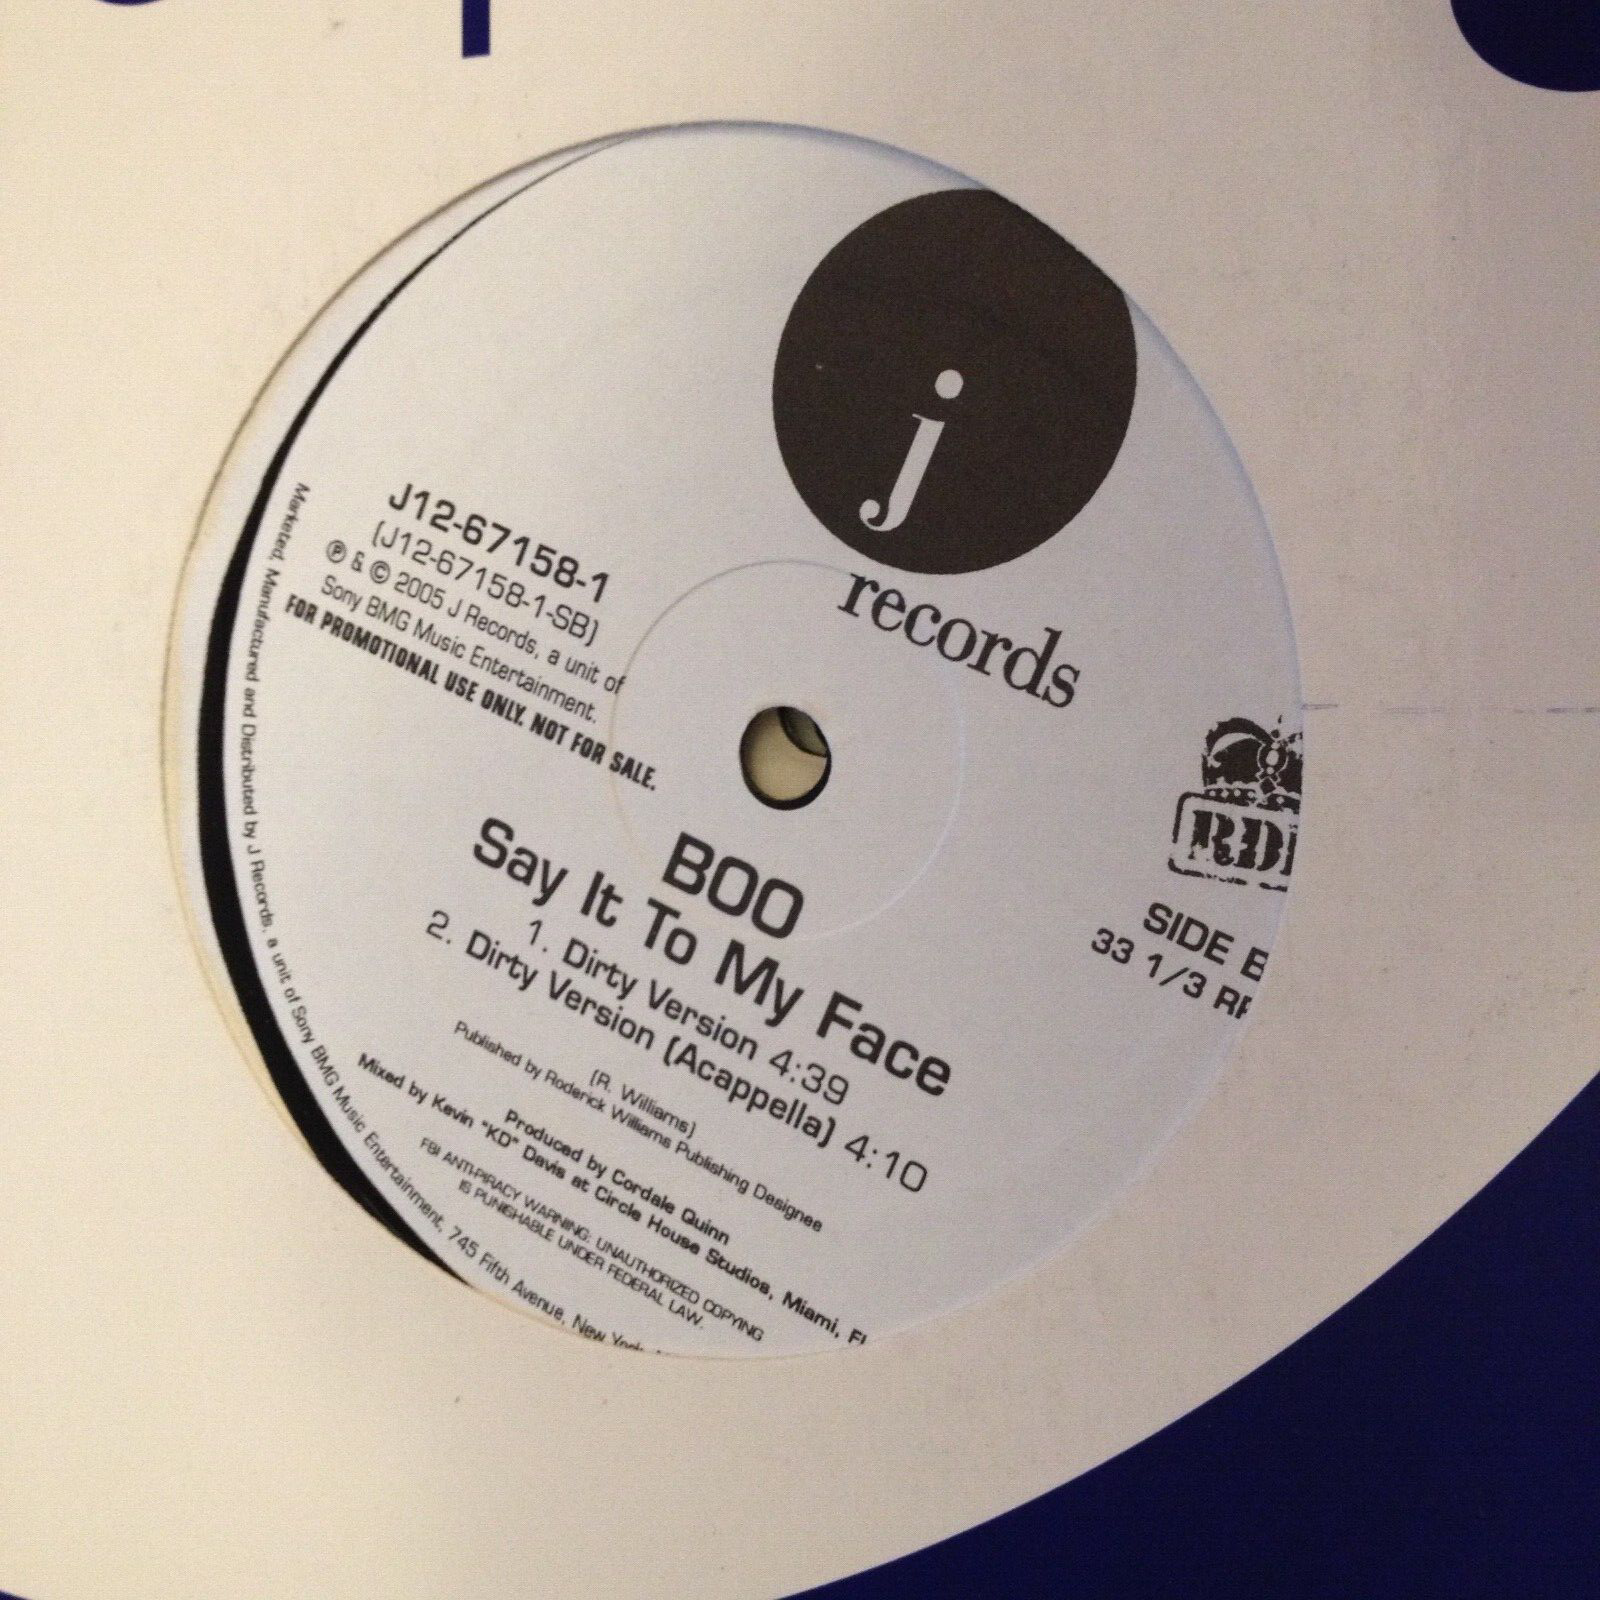 j
records
J12-67158-1
(J12-67158-1-SB)
℗ & © 2005 J Records, a unit of
Sony BMG Music Entertainment.
FOR PROMOTIONAL USE ONLY. NOT FOR SALE.
SIDE B
33 1/3
BOO
Say It To My Face
1. Dirty Version 4:39
2. Dirty Version (Acappella) 4:10
(R. Williams)
Published by Roderick Williams Publishing Designee
Produced by Cordale Quinn
Mixed by Kevin "KD" Davis at Circle House Studios, Miami, FL
FBI ANTI-PIRACY WARNING: UNAUTHORIZED COPYING
IS PUNISHABLE UNDER FEDERAL LAW.
Marketed, Manufactured and Distributed by J Records, a unit of Sony BMG Music Entertainment, 745 Fifth Avenue, New York,